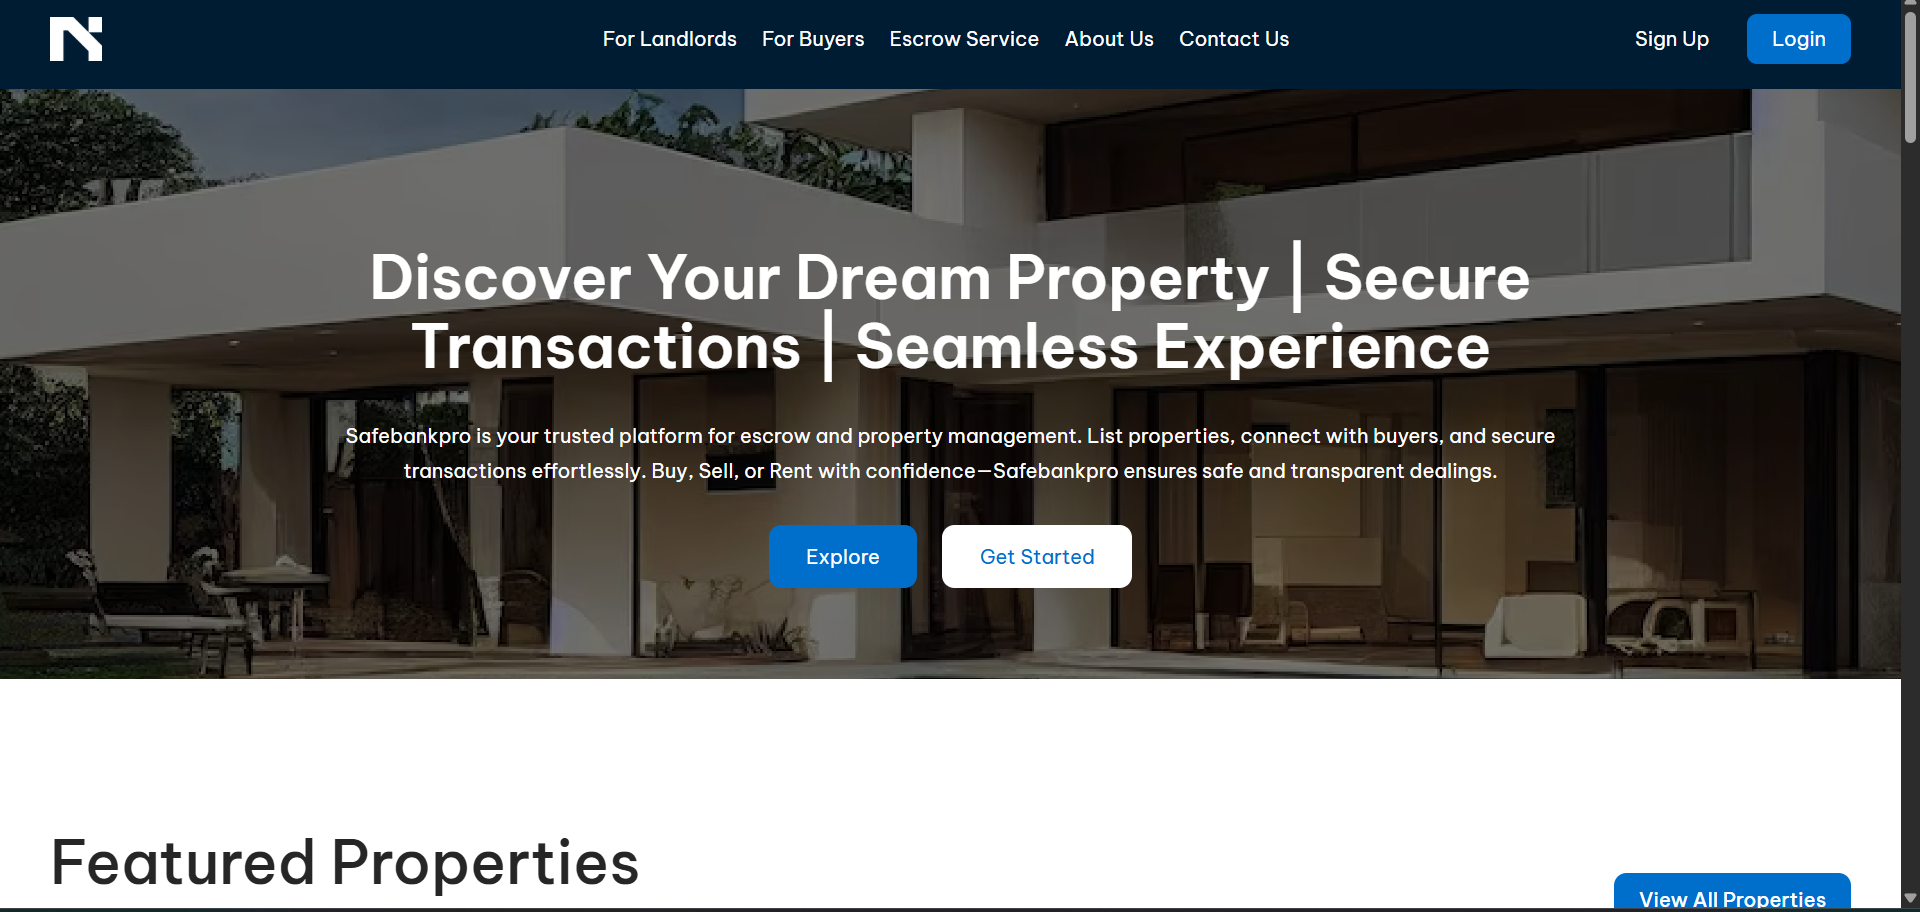 For Landlords For Buyers Escrow Service About Us Contact Us Sign Up Login
Discover Your Dream Property | Secure
Transactions | Seamless Experience
Safebankpro is your trusted platform for escrow and property management. List properties, connect with buyers, and secure
transactions effortlessly. Buy, Sell, or Rent with confidence—Safebankpro ensures safe and transparent dealings.
Explore Get Started
Featured Properties
View All Properties